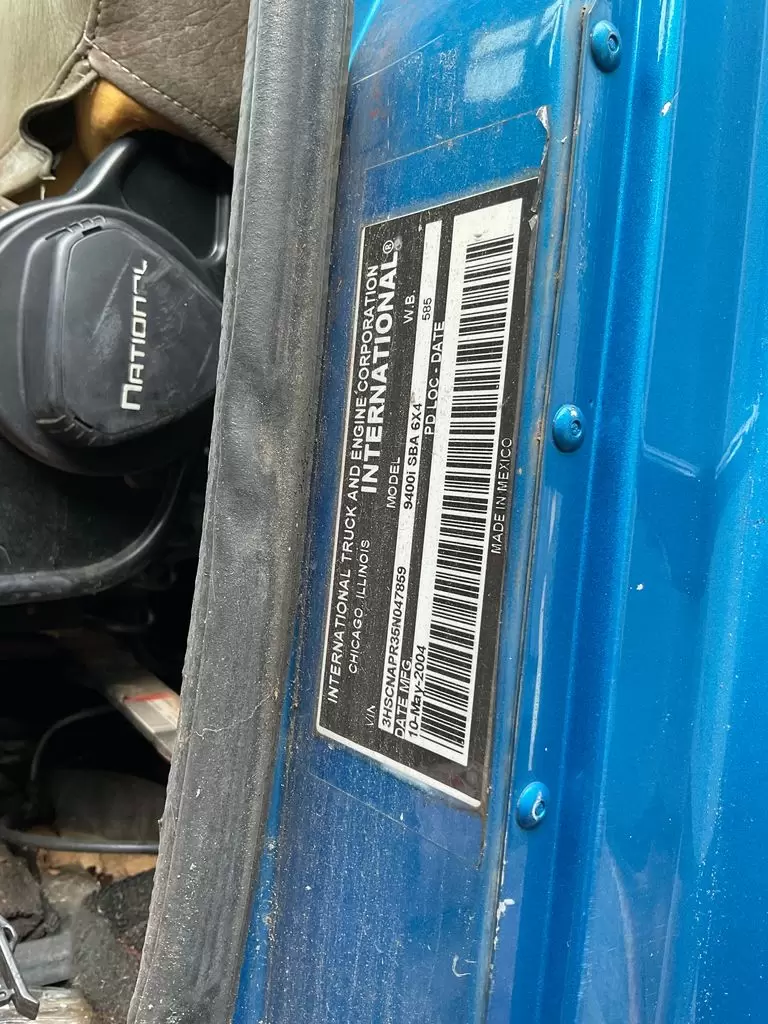 NATIONAL
INTERNATIONAL TRUCK AND ENGINE CORPORATION
CHICAGO, ILLINOIS INTERNATIONAL®
VIN MODEL W.B.
3HSCNAPR35N047859 9400i SBA 6X4 585
DATE MFG PD LOC - DATE
10-May-2004
MADE IN MEXICO